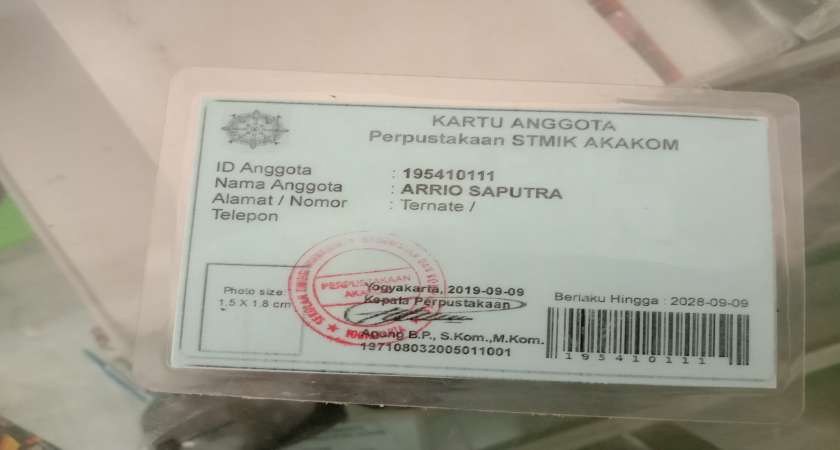 KARTU ANGGOTA
Perpustakaan STMIK AKAKOM
ID Anggota : 195410111
Nama Anggota : ARRIO SAPUTRA
Alamat / Nomor : Ternate /
Telepon
Photo size:
1.5 X 1.8 cm
PERPUSTAKAAN
Yogyakarta, 2019-09-09
Kepala Perpustakaan
Agung B.P., S.Kom.,M.Kom.
197108032005011001
Berlaku Hingga : 2028-09-09
195410111